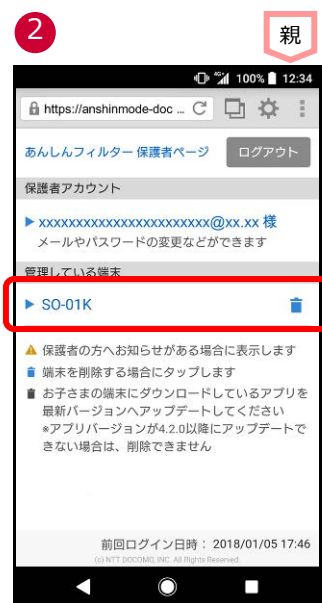 2
親
100% 12:34
https://anshinmode-doc ...
あんしんフィルター 保護者ページ ログアウト
保護者アカウント
▶ xxxxxxxxxxxxxxxxxxxxxxx@xx.xx 様
メールやパスワードの変更などができます
管理している端末
▶ SO-01K
保護者の方へお知らせがある場合に表示します
端末を削除する場合にタップします
お子さまの端末にダウンロードしているアプリを
最新バージョンへアップデートしてください
※アプリバージョンが4.2.0以降にアップデートで
きない場合は、削除できません
前回ログイン日時： 2018/01/05 17:46
(c) NTT DOCOMO, INC. All Rights Reserved.